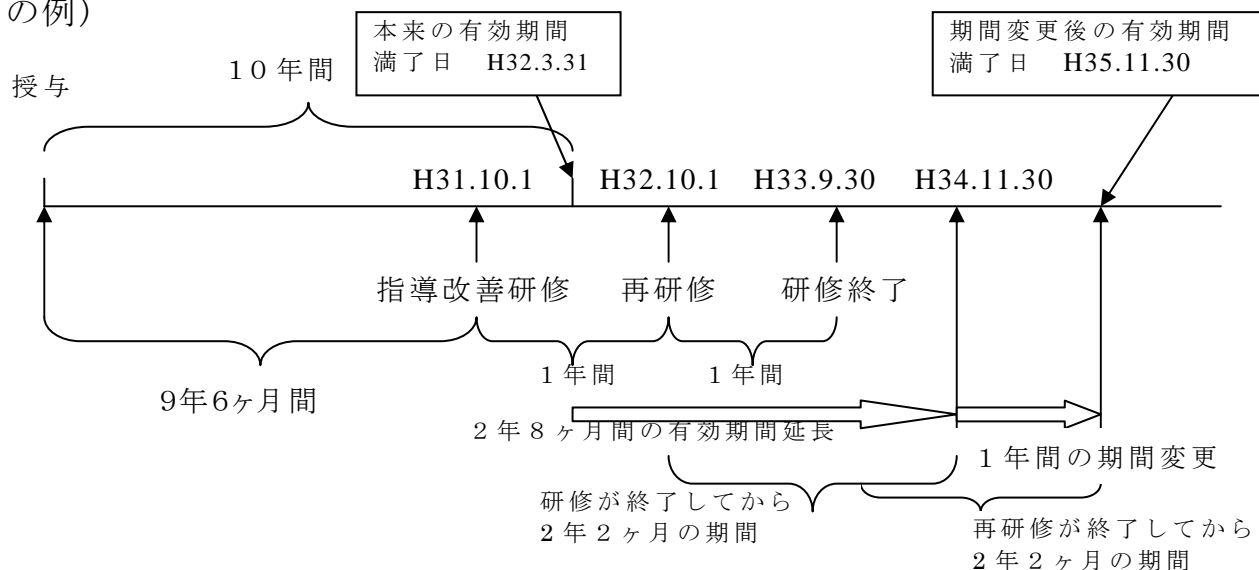 の例）
本来の有効期間
満了日　H32.3.31
期間変更後の有効期間
満了日　H35.11.30
授与
１０年間
H31.10.1
H32.10.1
H33.9.30
H34.11.30
指導改善研修
再研修
研修終了
１年間
１年間
9年6ヶ月間
２年８ヶ月間の有効期間延長
１年間の期間変更
研修が終了してから
2年２ヶ月の期間
再研修が終了してから
2年２ヶ月の期間